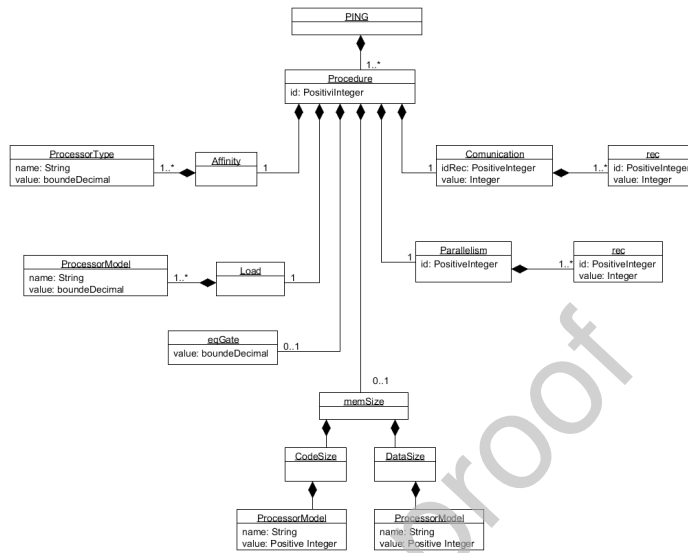 PING
1..*
Procedure
id: PositiviInteger
ProcessorType
name: String
value: boundeDecimal
1..*
Affinity
1
1
Comunication
idRec: PositiveInteger
value: Integer
1..*
rec
id: PositiveInteger
value: Integer
ProcessorModel
name: String
value: boundeDecimal
1..*
Load
1
1
Parallelism
id: PositiveInteger
1..*
rec
id: PositiveInteger
value: Integer
eqGate
value: boundeDecimal
0..1
0..1
memSize
CodeSize
DataSize
ProcessorModel
name: String
value: Positive Integer
ProcessorModel
name: String
value: Positive Integer
proof